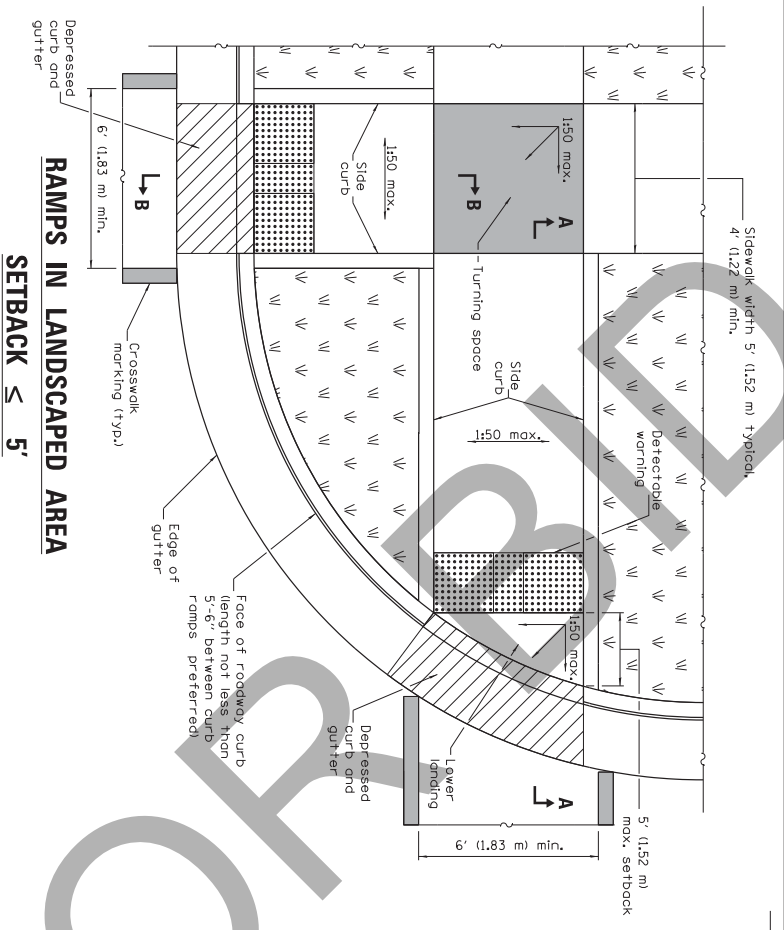 Sidewalk width 5' (1.52 m) typical,
4' (1.22 m) min.
Detectable
warning
5' (1.52 m)
max. setback
1:50 max.
A
Turning space
B
Side
curb
1:50 max.
1:50 max.
A
6' (1.83 m) min.
Lower
landing
Depressed
curb and
gutter
1:50 max.
Side
curb
Face of roadway curb
(length not less than
5'-6" between curb
ramps preferred)
Edge of
gutter
Depressed
curb and
gutter
6' (1.83 m) min.
B
Crosswalk
marking (typ.)
RAMPS IN LANDSCAPED AREA
SETBACK ≤ 5'
OR BID